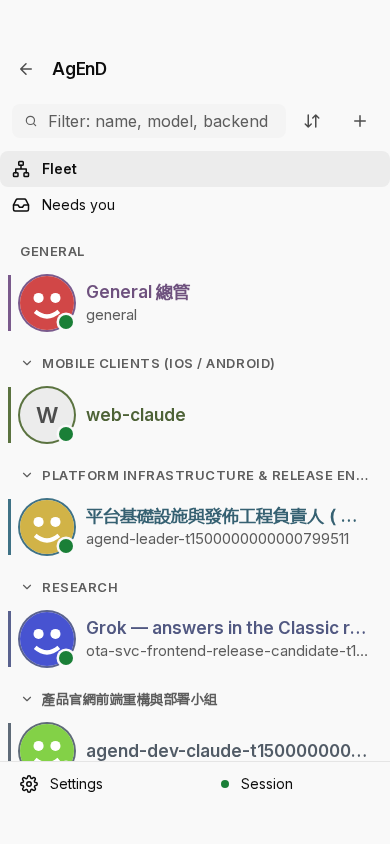 AgEnD
Filter: name, model, backend
Fleet
Needs you
GENERAL
General 總管
general
MOBILE CLIENTS (IOS / ANDROID)
W
web-claude
PLATFORM INFRASTRUCTURE & RELEASE EN...
平台基礎設施與發佈工程負責人 ( ...
agend-leader-t1500000000000799511
RESEARCH
Grok — answers in the Classic r...
ota-svc-frontend-release-candidate-t1...
產品官網前端重構與部署小組
agend-dev-claude-t150000000...
Settings
Session